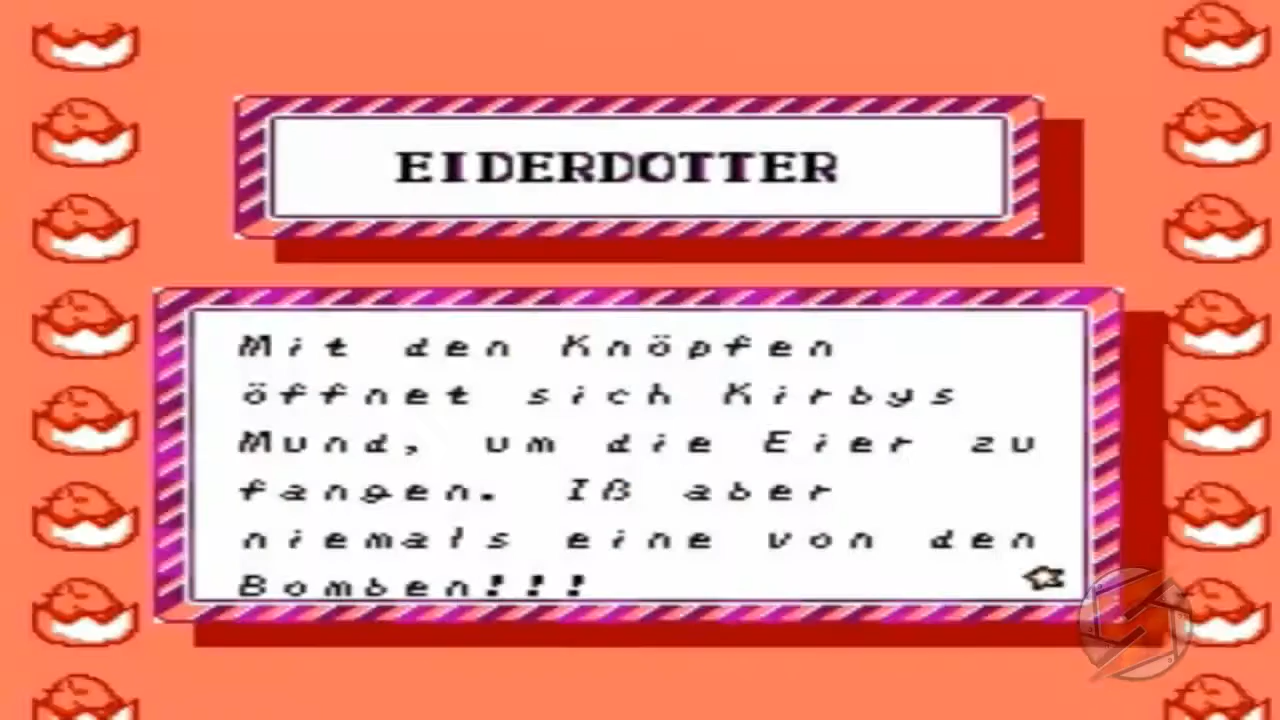 EIDERDOTTER
Mit den Knöpfen
öffnet sich Kirbys
Mund, um die Eier zu
fangen. Iß aber
niemals eine von den
Bomben!!!